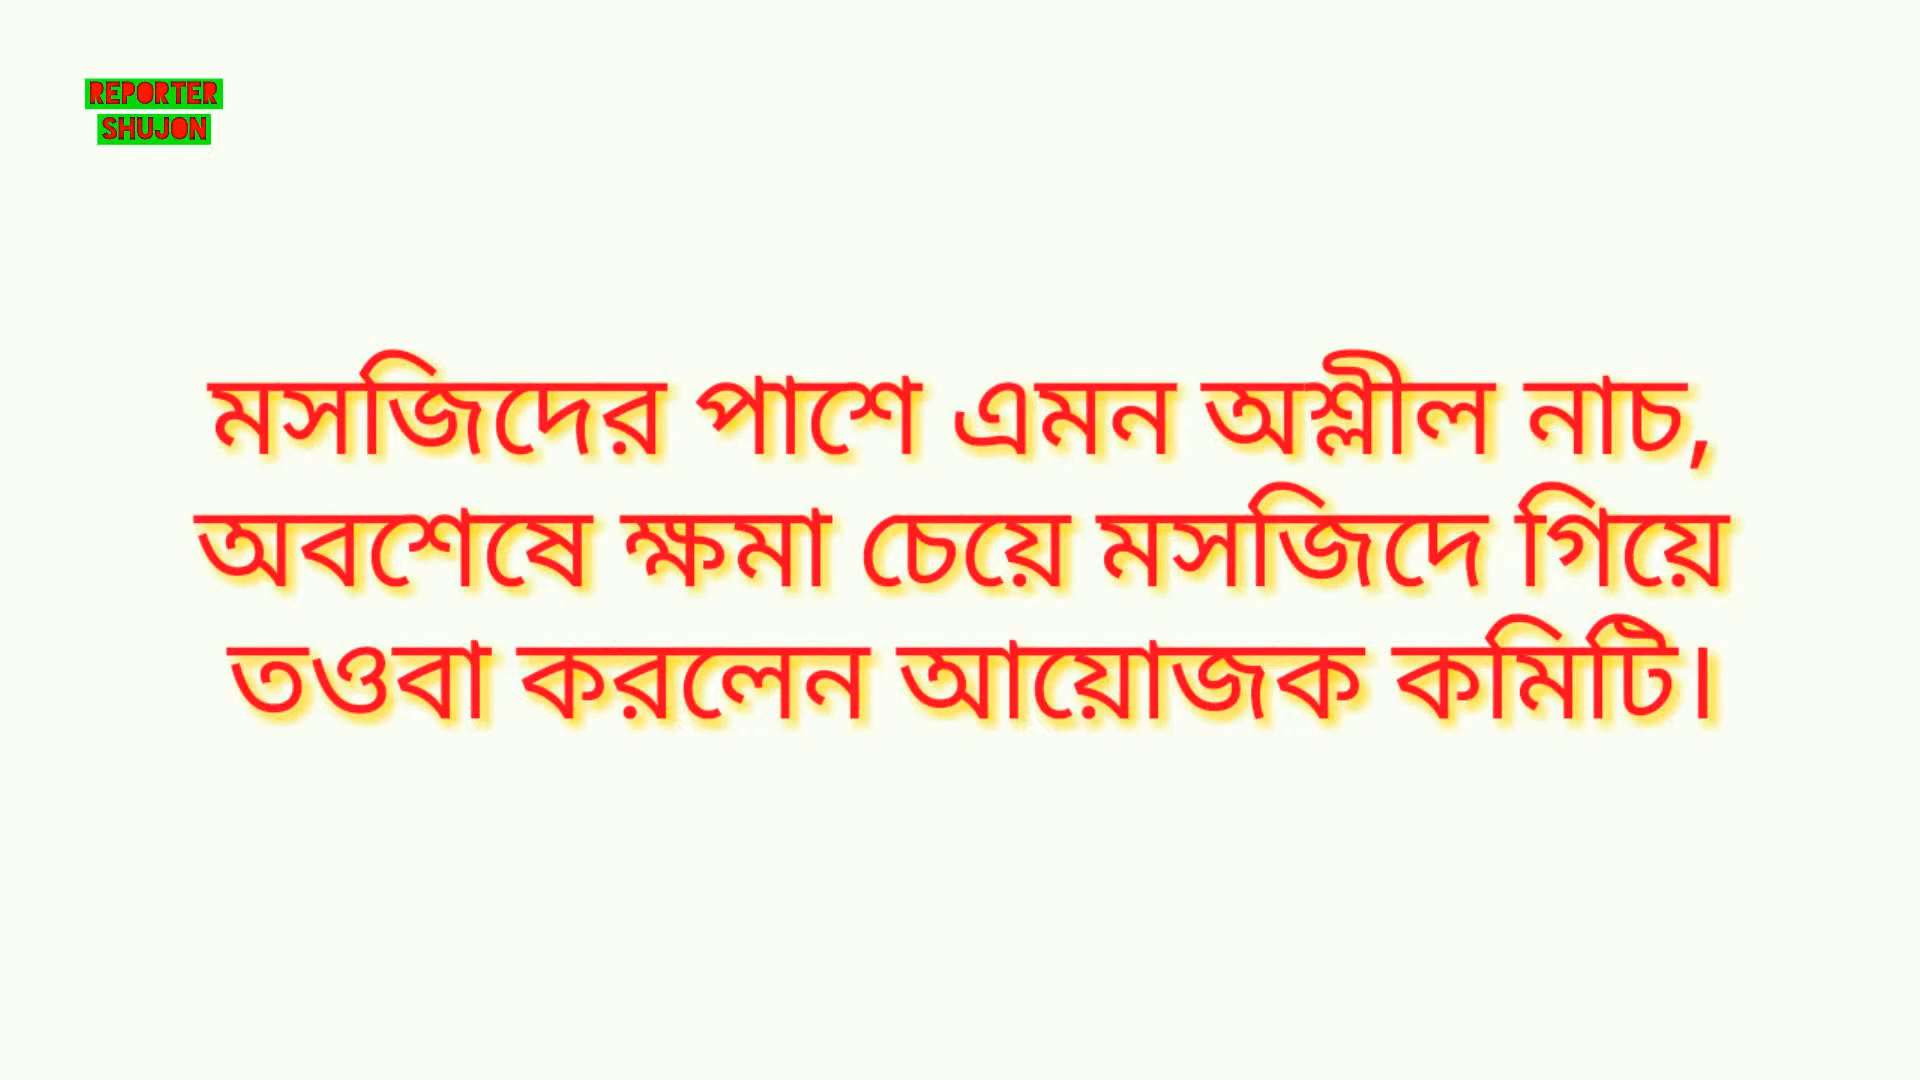 REPORTER
SHUJON
মসজিদের পাশে এমন অশ্লীল নাচ,
অবশেষে ক্ষমা চেয়ে মসজিদে গিয়ে
তওবা করলেন আয়োজক কমিটি।